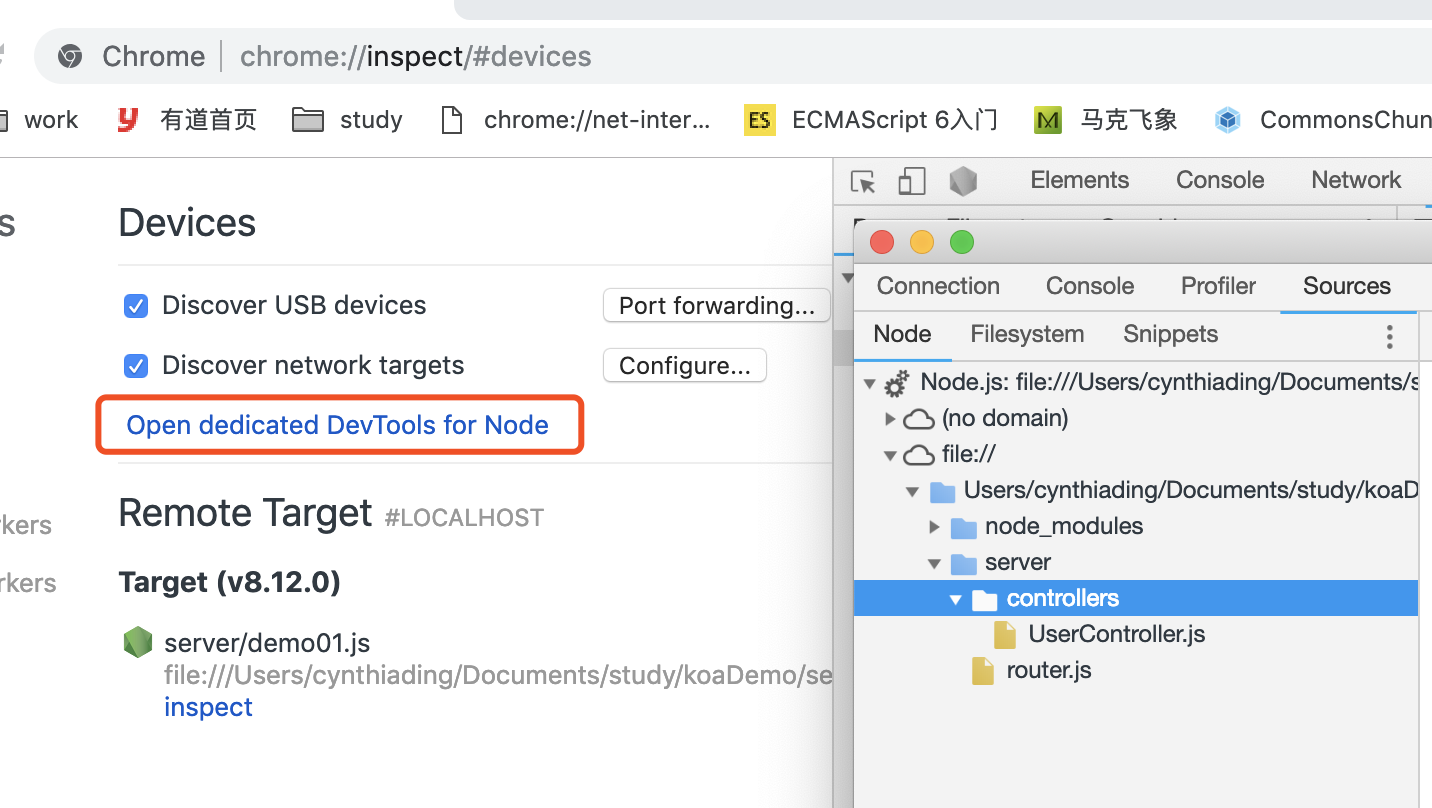 Chrome chrome://inspect/#devices
work 有道首页 study chrome://net-inter... ES ECMAScript 6入门 M 马克飞象 CommonsChun
s
Devices
Discover USB devices Port forwarding...
Discover network targets Configure...
Open dedicated DevTools for Node
Remote Target #LOCALHOST
kers
Target (v8.12.0)
rkers
server/demo01.js
file:///Users/cynthiading/Documents/study/koaDemo/se
inspect
Elements Console Network
Connection Console Profiler Sources
Node Filesystem Snippets
Node.js: file:///Users/cynthiading/Documents/s
(no domain)
file://
Users/cynthiading/Documents/study/koaD
node_modules
server
controllers
UserController.js
router.js